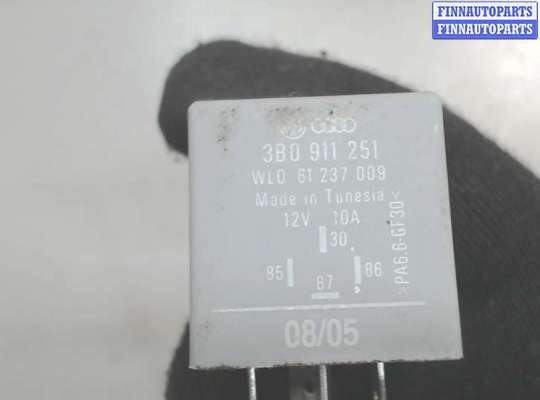 FINNAUTOPARTS
FINNAUTOPARTS
3B0 911 251
WLO 61 237 009
Made in Tunesia
12V 10A
30
85
87
86
>PA6.6-GF30<
08/05